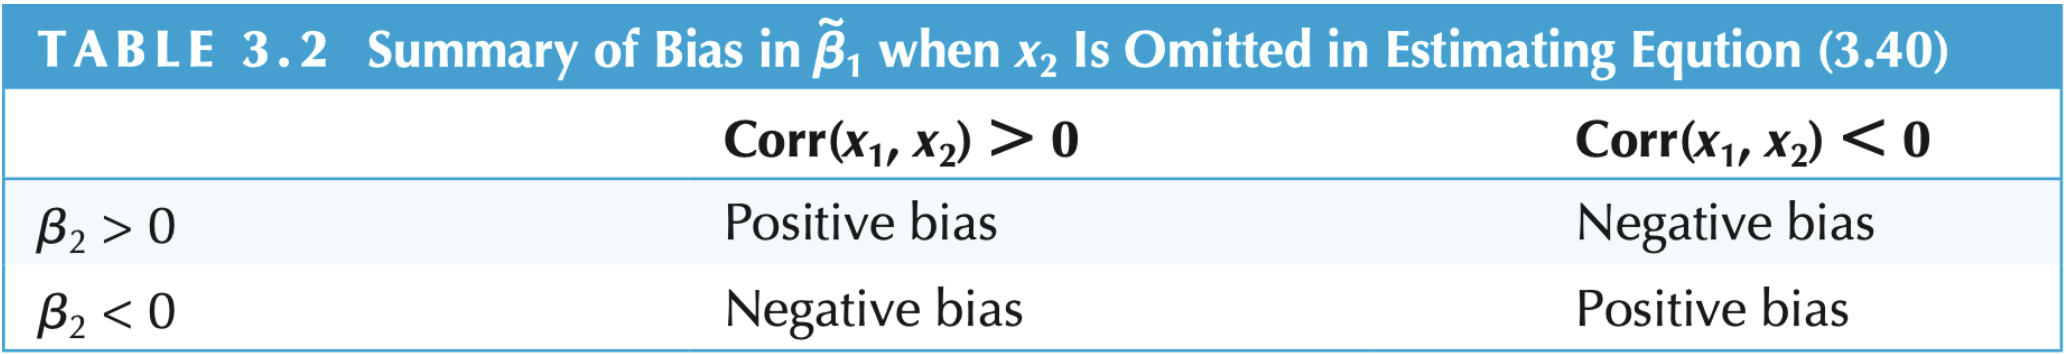 TABLE 3.2 Summary of Bias in β̃₁ when x₂ Is Omitted in Estimating Eqution (3.40)
Corr(x₁, x₂) > 0 Corr(x₁, x₂) < 0
β₂ > 0 Positive bias Negative bias
β₂ < 0 Negative bias Positive bias